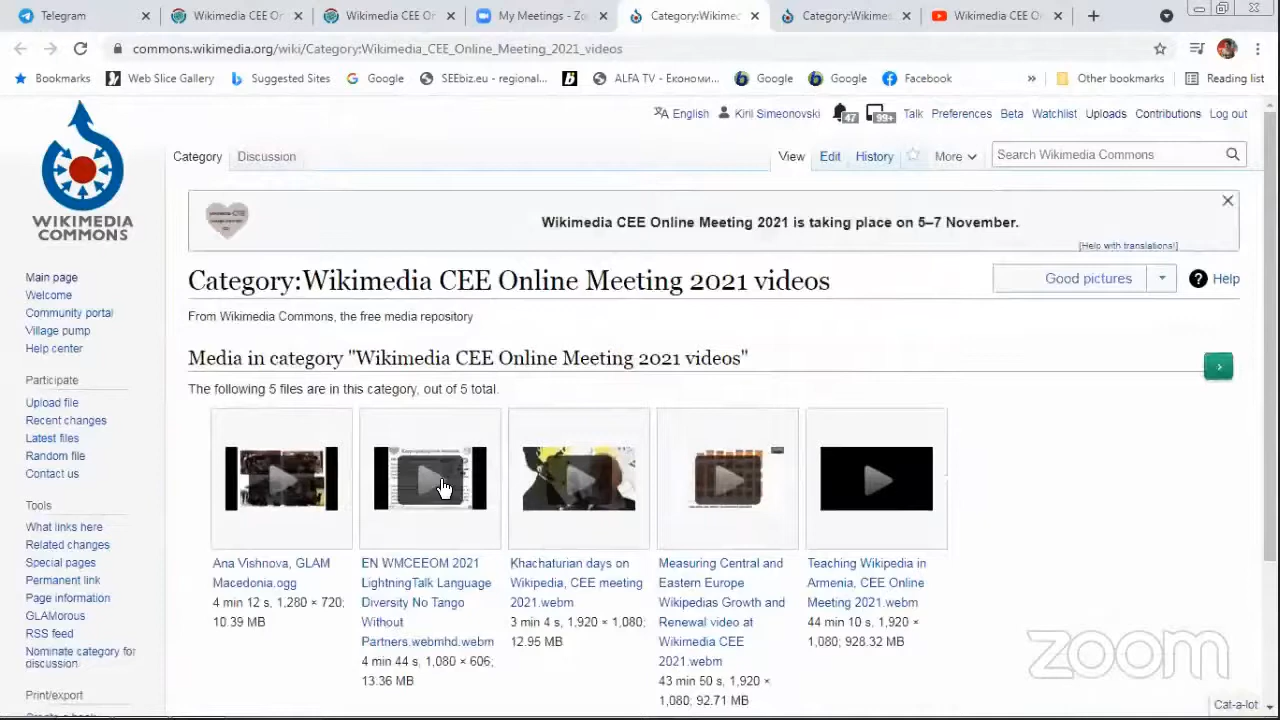 Telegram
Wikimedia CEE On
Wikimedia CEE On
My Meetings - Zo
Category:Wikimed
Category:Wikimed
Wikimedia CEE On
commons.wikimedia.org/wiki/Category:Wikimedia_CEE_Online_Meeting_2021_videos
Bookmarks
Web Slice Gallery
Suggested Sites
Google
SEEbiz.eu - regional...
ALFA TV - Економи...
Google
Google
Facebook
»
Other bookmarks
Reading list
English
Kiril Simeonovski
47
99+
Talk
Preferences
Beta
Watchlist
Uploads
Contributions
Log out
Category
Discussion
View
Edit
History
More
Search Wikimedia Commons
WIKIMEDIA
COMMONS
Wikimedia CEE Online Meeting 2021 is taking place on 5–7 November.
[Help with translations!]
Category:Wikimedia CEE Online Meeting 2021 videos
Good pictures
Help
From Wikimedia Commons, the free media repository
Media in category "Wikimedia CEE Online Meeting 2021 videos"
The following 5 files are in this category, out of 5 total.
Main page
Welcome
Community portal
Village pump
Help center
Participate
Upload file
Recent changes
Latest files
Random file
Contact us
Tools
What links here
Related changes
Special pages
Permanent link
Page information
GLAMorous
RSS feed
Nominate category for
discussion
Print/export
Ana Vishnova, GLAM
Macedonia.ogg
4 min 12 s, 1,280 × 720;
10.39 MB
EN WMCEEOM 2021
LightningTalk Language
Diversity No Tango
Without
Partners.webmhd.webm
4 min 44 s, 1,080 × 606;
13.36 MB
Khachaturian days on
Wikipedia, CEE meeting
2021.webm
3 min 4 s, 1,920 × 1,080;
12.95 MB
Measuring Central and
Eastern Europe
Wikipedias Growth and
Renewal video at
Wikimedia CEE
2021.webm
43 min 50 s, 1,920 ×
1,080; 92.71 MB
Teaching Wikipedia in
Armenia, CEE Online
Meeting 2021.webm
44 min 10 s, 1,920 ×
1,080; 928.32 MB
zoom
Cat-a-lot